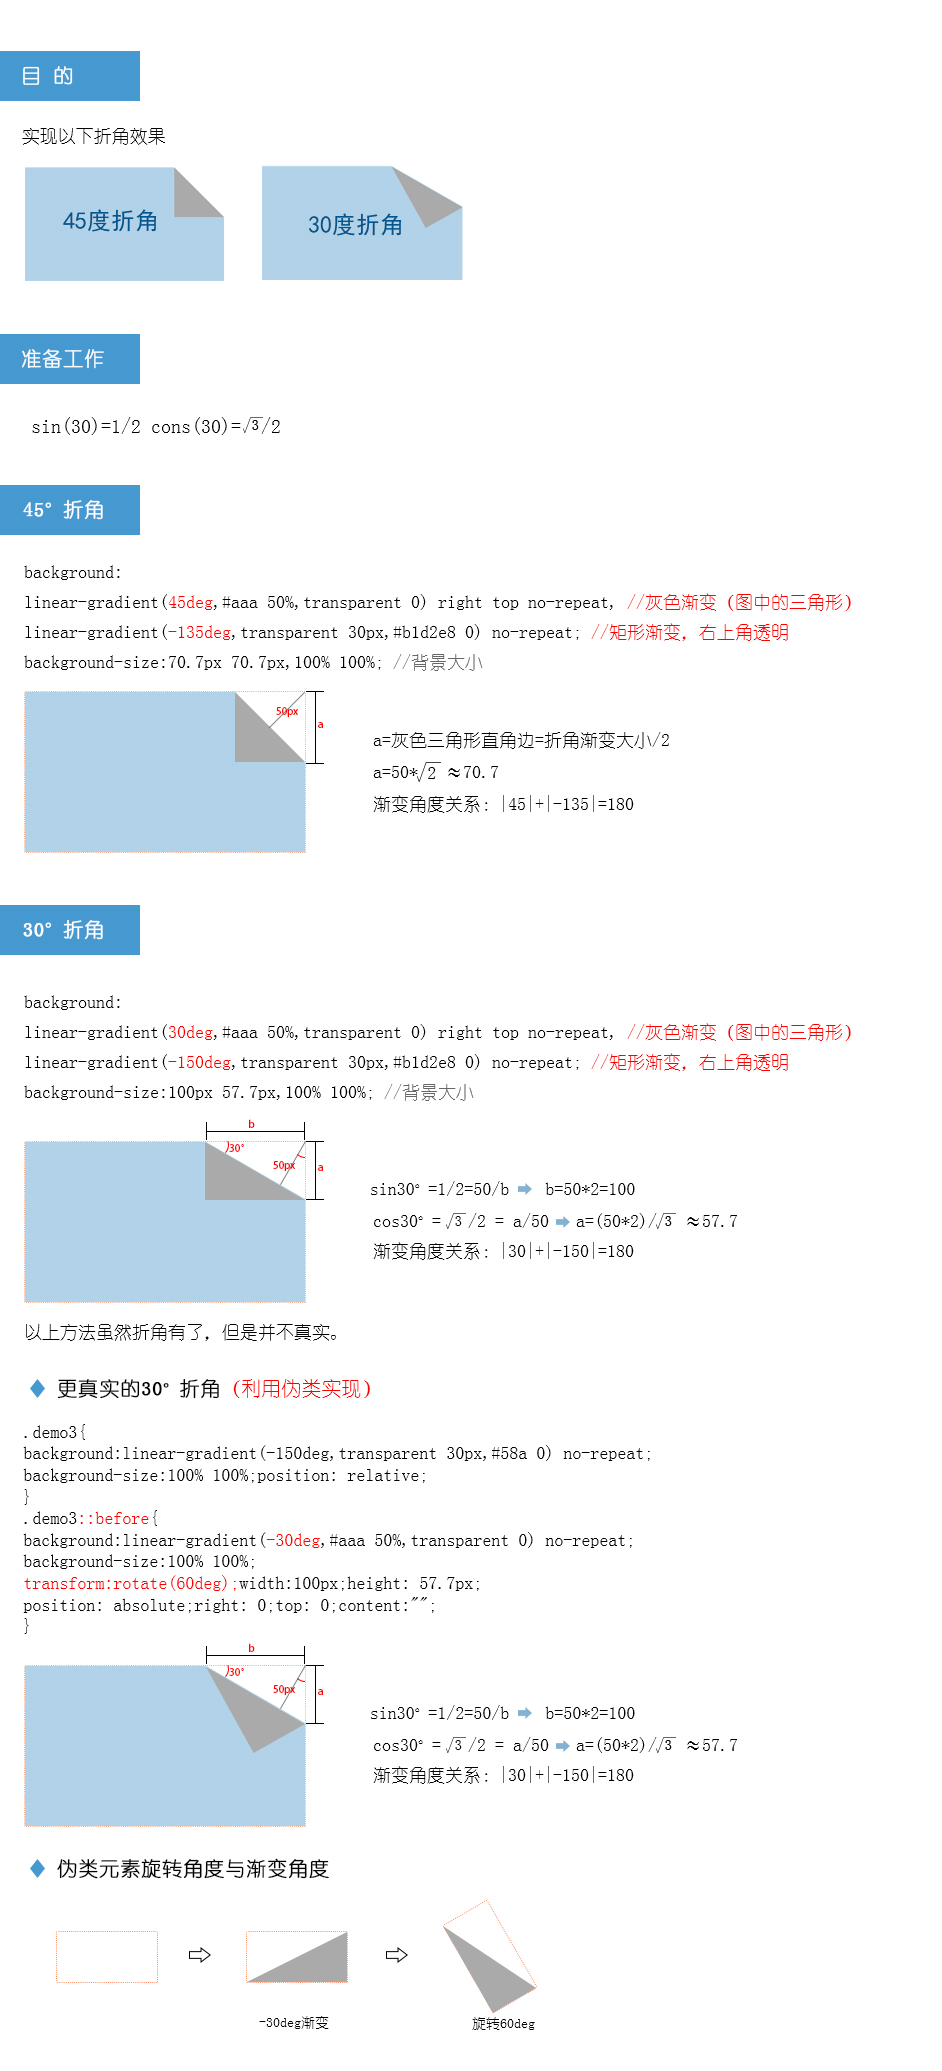 目 的
实现以下折角效果
45度折角
30度折角
准备工作
sin(30)=1/2 cons(30)=√3/2
45° 折角
background:
linear-gradient(45deg,#aaa 50%,transparent 0) right top no-repeat, //灰色渐变（图中的三角形）
linear-gradient(-135deg,transparent 30px,#b1d2e8 0) no-repeat; //矩形渐变，右上角透明
background-size:70.7px 70.7px,100% 100%; //背景大小
50px
a
a=灰色三角形直角边=折角渐变大小/2
a=50*√2 ≈70.7
渐变角度关系：|45|+|-135|=180
30° 折角
background:
linear-gradient(30deg,#aaa 50%,transparent 0) right top no-repeat, //灰色渐变（图中的三角形）
linear-gradient(-150deg,transparent 30px,#b1d2e8 0) no-repeat; //矩形渐变，右上角透明
background-size:100px 57.7px,100% 100%; //背景大小
b
30°
50px
a
sin30° =1/2=50/b ➡ b=50*2=100
cos30° =√3/2 = a/50 ➡ a=(50*2)/√3 ≈57.7
渐变角度关系：|30|+|-150|=180
以上方法虽然折角有了，但是并不真实。
更真实的30° 折角（利用伪类实现）
.demo3{
background:linear-gradient(-150deg,transparent 30px,#58a 0) no-repeat;
background-size:100% 100%;position: relative;
}
.demo3::before{
background:linear-gradient(-30deg,#aaa 50%,transparent 0) no-repeat;
background-size:100% 100%;
transform:rotate(60deg);width:100px;height: 57.7px;
position: absolute;right: 0;top: 0;content:"";
}
b
30°
50px
a
sin30° =1/2=50/b ➡ b=50*2=100
cos30° =√3/2 = a/50 ➡ a=(50*2)/√3 ≈57.7
渐变角度关系：|30|+|-150|=180
伪类元素旋转角度与渐变角度
-30deg渐变
旋转60deg